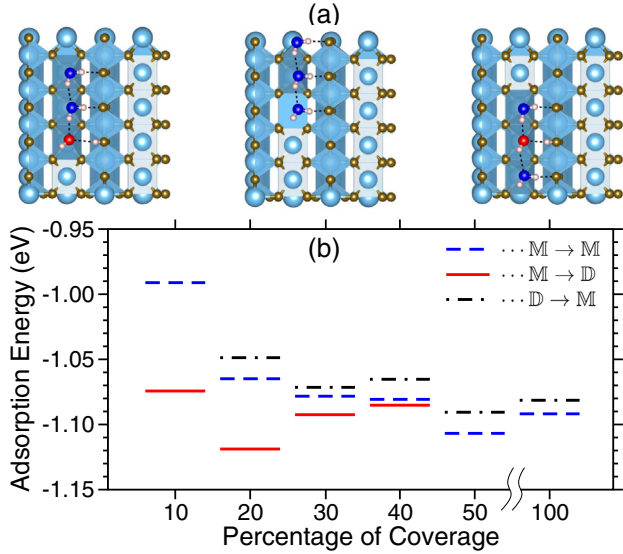 (a)
(b)
Adsorption Energy (eV)
-0.95
-1.00
-1.05
-1.10
-1.15
⋯ 𝕄 → 𝕄
⋯ 𝕄 → 𝔻
⋯ 𝔻 → 𝕄
10 20 30 40 50 100
Percentage of Coverage